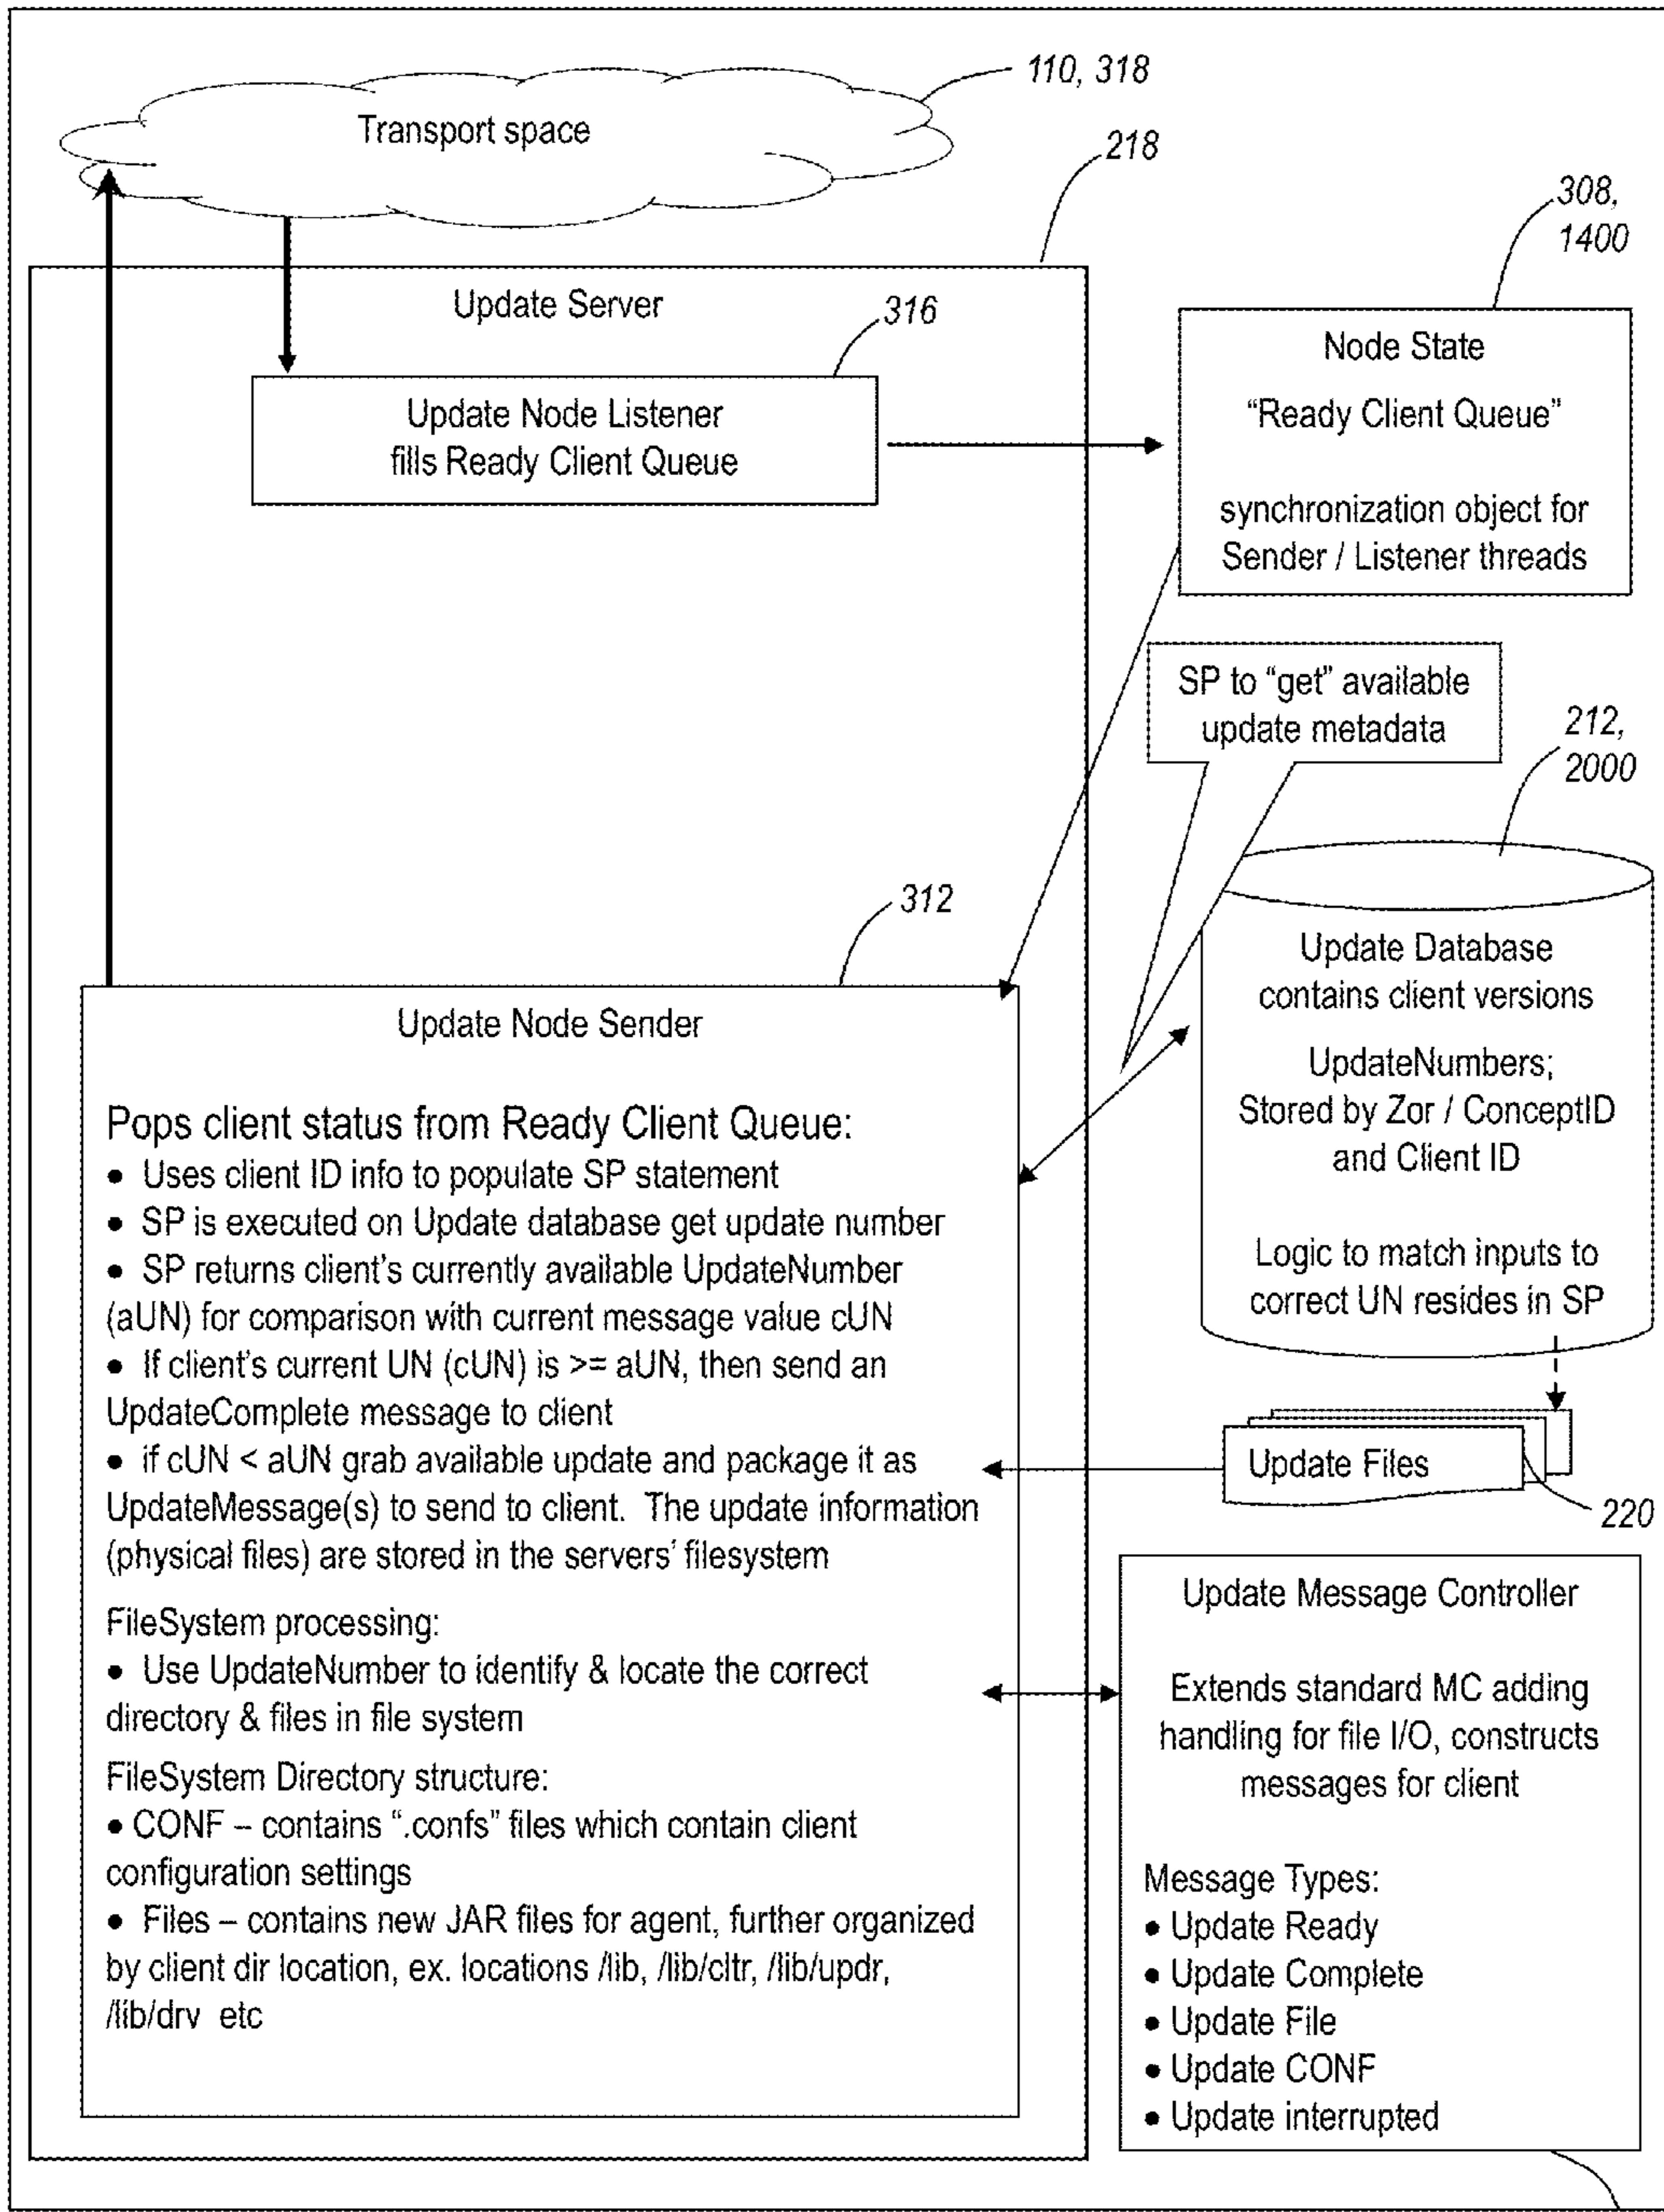 110, 318
Transport space
218
308,
1400
Update Server
316
Update Node Listener
fills Ready Client Queue
Node State
“Ready Client Queue”
synchronization object for
Sender / Listener threads
SP to “get” available
update metadata
212,
2000
Update Database
contains client versions
UpdateNumbers;
Stored by Zor / ConceptID
and Client ID
Logic to match inputs to
correct UN resides in SP
312
Update Node Sender
Pops client status from Ready Client Queue:
• Uses client ID info to populate SP statement
• SP is executed on Update database get update number
• SP returns client's currently available UpdateNumber
(aUN) for comparison with current message value cUN
• If client's current UN (cUN) is >= aUN, then send an
UpdateComplete message to client
• if cUN < aUN grab available update and package it as
UpdateMessage(s) to send to client. The update information
(physical files) are stored in the servers' filesystem
FileSystem processing:
• Use UpdateNumber to identify & locate the correct
directory & files in file system
FileSystem Directory structure:
• CONF – contains “.confs” files which contain client
configuration settings
• Files – contains new JAR files for agent, further organized
by client dir location, ex. locations /lib, /lib/cltr, /lib/updr,
/lib/drv etc
Update Files
220
Update Message Controller
Extends standard MC adding
handling for file I/O, constructs
messages for client
Message Types:
• Update Ready
• Update Complete
• Update File
• Update CONF
• Update interrupted